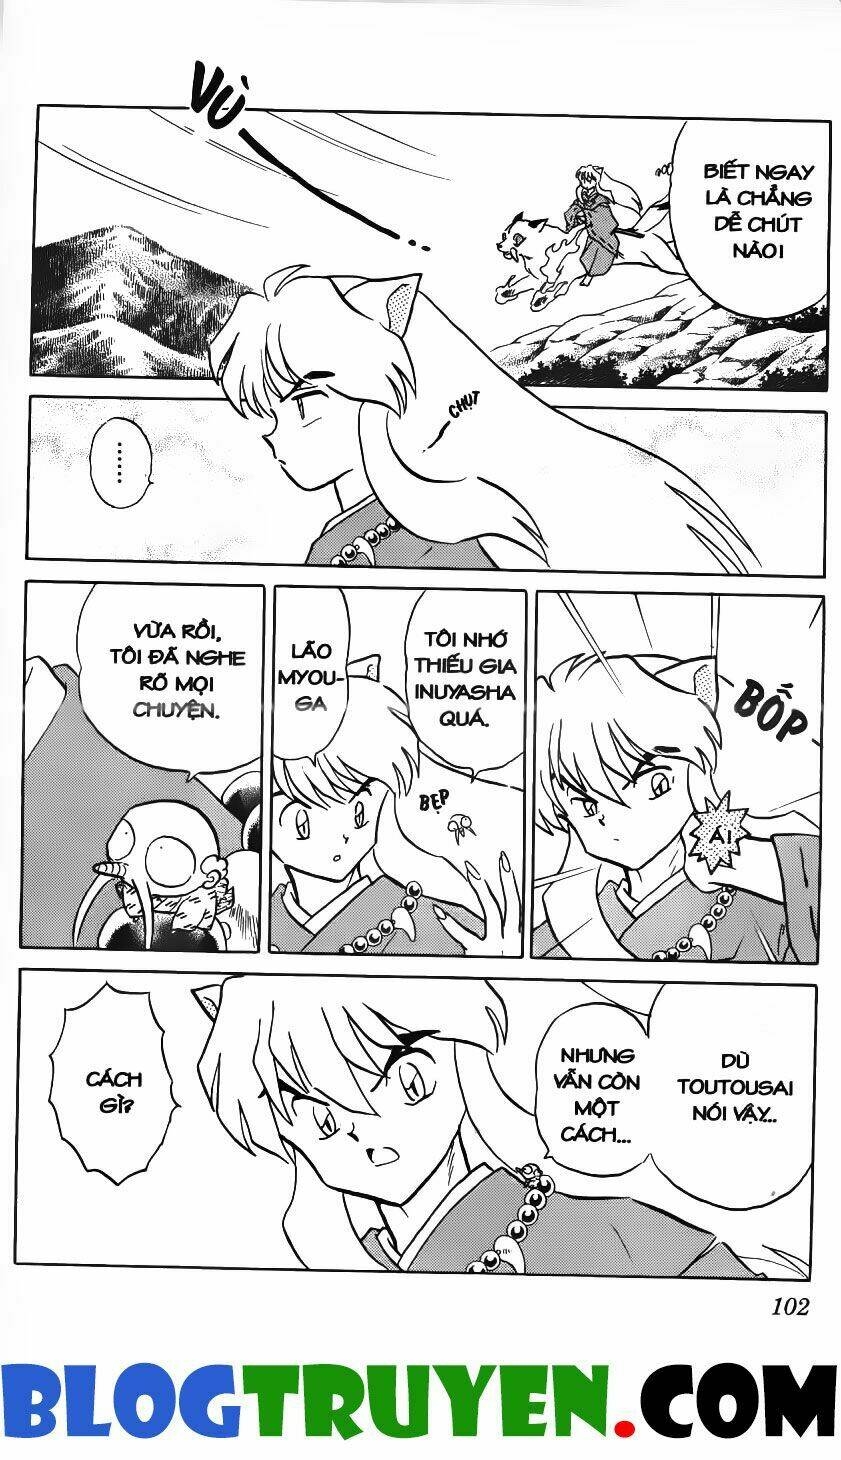 BIẾT NGAY
LÀ CHẲNG
DỄ CHÚT
NÀO!
VÙ
CHỤT
........
BỐP
ÁI
TÔI NHỚ
THIẾU GIA
INUYASHA
QUÁ.
LÃO
MYOU-
GA
BẸP
VỪA RỒI,
TÔI ĐÃ NGHE
RÕ MỌI
CHUYỆN.
DÙ
TOUTOUSAI
NÓI VẬY...
NHƯNG
VẪN CÒN
MỘT
CÁCH...
CÁCH
GÌ?
102
BLOGTRUYEN.COM